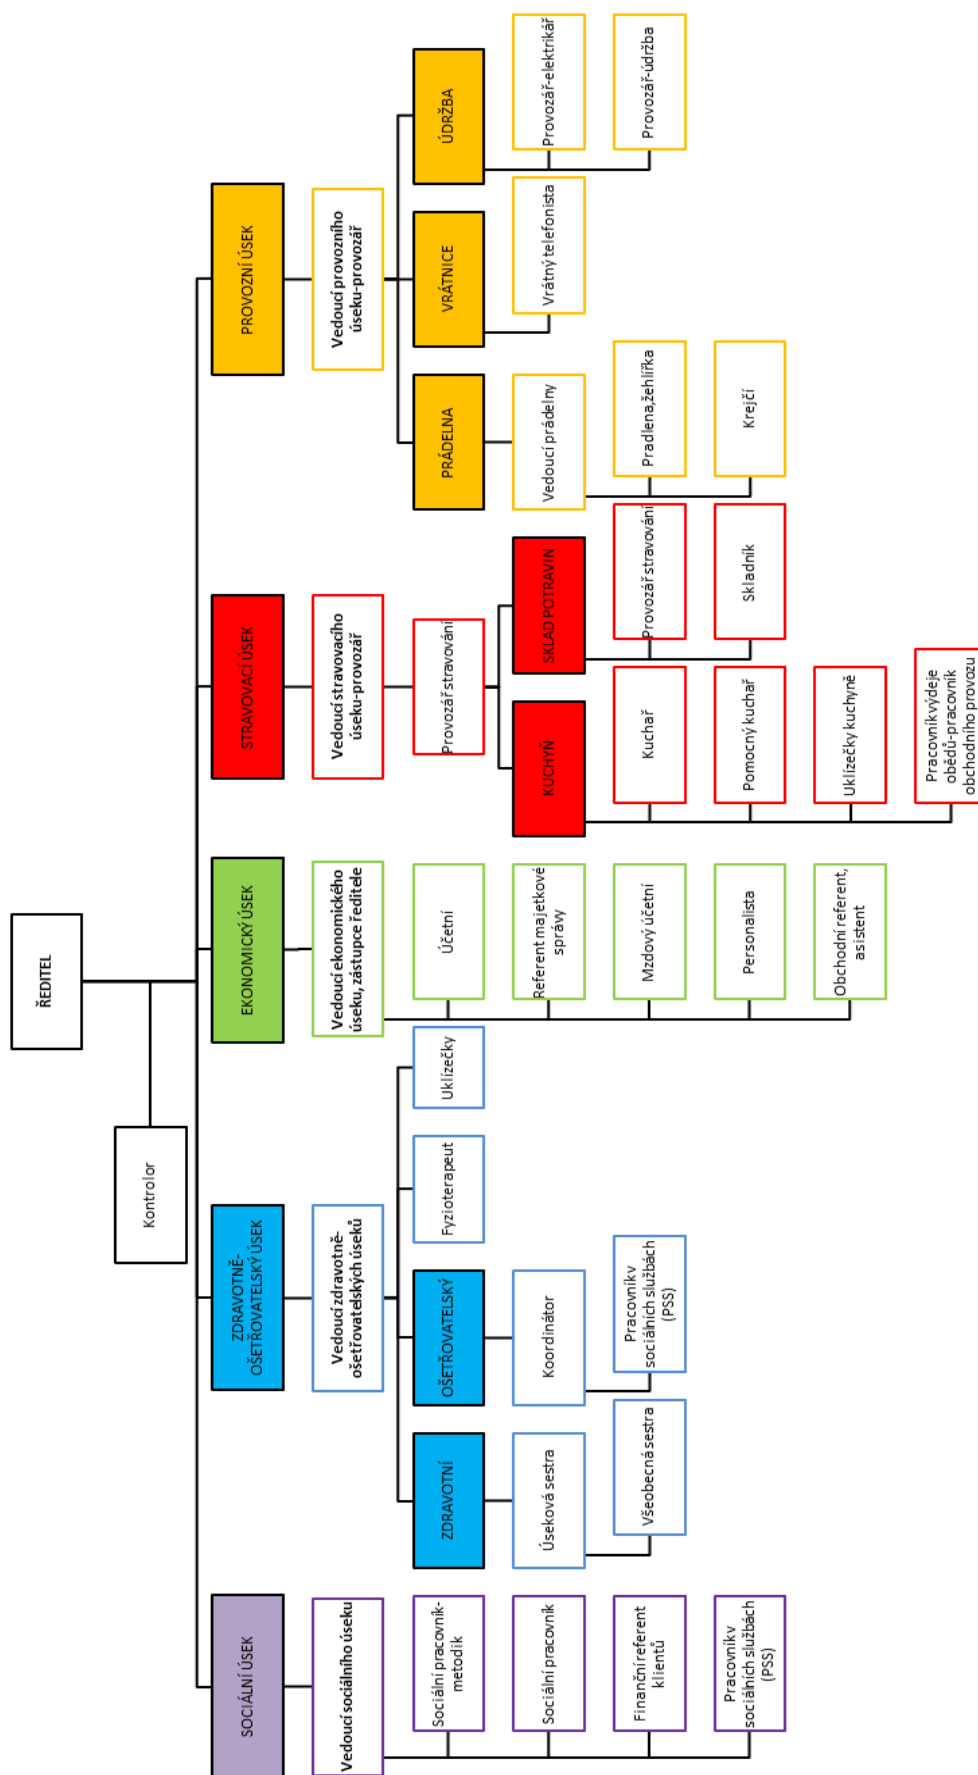 ŘEDITEL
Kontrolor
SOCIÁLNÍ ÚSEK
Vedoucí sociálního úseku
Sociální pracovník-
metodik
Sociální pracovník
Finanční referent
klientů
Pracovník v
sociálních službách
(PSS)
ZDRAVOTNĚ-
OŠETŘOVATELSKÝ ÚSEK
Vedoucí zdravotně-
ošetřovatelských úseků
ZDRAVOTNÍ
Úseková sestra
Všeobecná sestra
OŠETŘOVATELSKÝ
Koordinátor
Pracovník v
sociálních službách
(PSS)
Fyzioterapeut
Uklízečky
EKONOMICKÝ ÚSEK
Vedoucí ekonomického
úseku, zástupce ředitele
Účetní
Referent majetkové
správy
Mzdový účetní
Personalista
Obchodní referent,
asistent
STRAVOVACÍ ÚSEK
Vedoucí stravovacího
úseku-provozář
Provozář stravování
KUCHYŇ
Kuchař
Pomocný kuchař
Uklízečky kuchyně
Pracovník výdeje
obědů-pracovník
obchodního provozu
SKLAD POTRAVIN
Provozář stravování
Skladník
PROVOZNÍ ÚSEK
Vedoucí provozního
úseku-provozář
PRÁDELNA
Vedoucí prádelny
Pradlena,žehlířka
Krejčí
VRÁTNICE
Vrátný telefonista
ÚDRŽBA
Provozář-elektrikář
Provozář-údržba